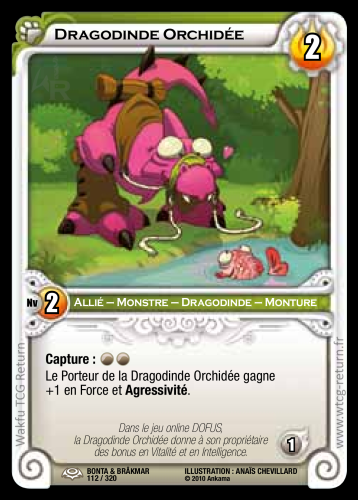 DRAGODINDE ORCHIDÉE
2
Nv 2 ALLIÉ – MONSTRE – DRAGODINDE – MONTURE
Capture :
Le Porteur de la Dragodinde Orchidée gagne
+1 en Force et Agressivité.
Dans le jeu online DOFUS,
la Dragodinde Orchidée donne à son propriétaire
des bonus en Vitalité et en Intelligence.
1
BONTA & BRÂKMAR
112 / 320
ILLUSTRATION : ANAÏS CHEVILLARD
© 2010 Ankama
Wakfu TCG Return
www.wtcg-return.fr